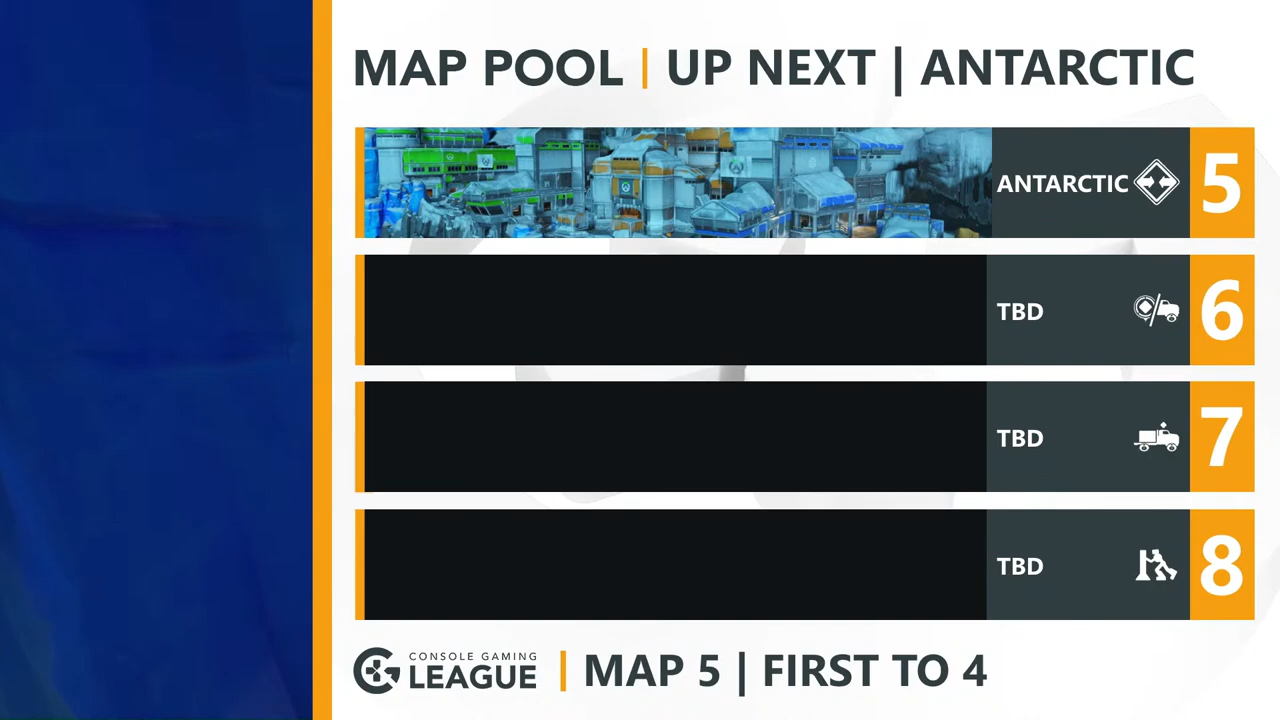 MAP POOL | UP NEXT | ANTARCTIC
ANTARCTIC 5
TBD 6
TBD 7
TBD 8
CONSOLE GAMING
LEAGUE | MAP 5 | FIRST TO 4